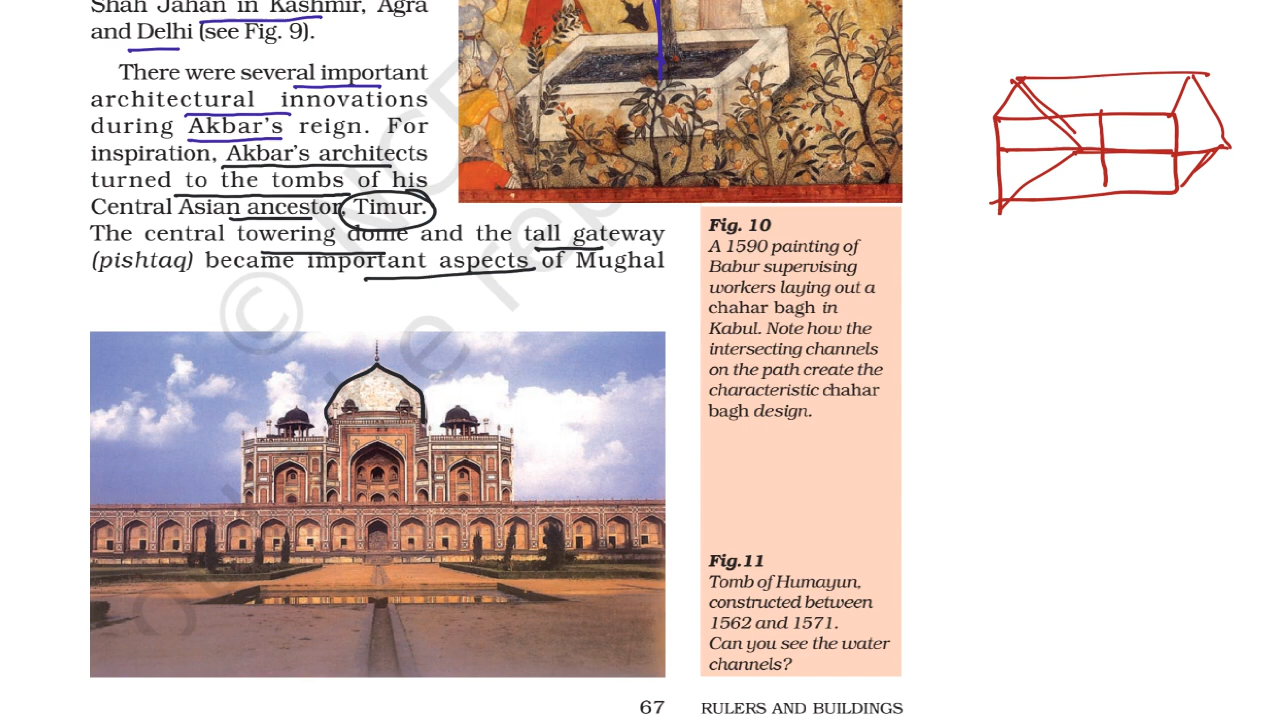 Shah Jahan in Kashmir, Agra
and Delhi (see Fig. 9).
There were several important
architectural innovations
during Akbar's reign. For
inspiration, Akbar's architects
turned to the tombs of his
Central Asian ancestor, Timur.
The central towering dome and the tall gateway
(pishtaq) became important aspects of Mughal
Fig. 10
A 1590 painting of
Babur supervising
workers laying out a
chahar bagh in
Kabul. Note how the
intersecting channels
on the path create the
characteristic chahar
bagh design.
Fig.11
Tomb of Humayun,
constructed between
1562 and 1571.
Can you see the water
channels?
67 RULERS AND BUILDINGS